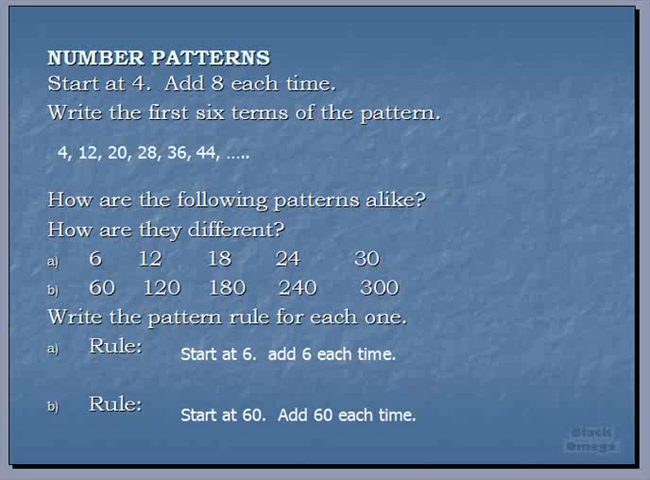 NUMBER PATTERNS
Start at 4. Add 8 each time.
Write the first six terms of the pattern.
4, 12, 20, 28, 36, 44, .....
How are the following patterns alike?
How are they different?
a) 6 12 18 24 30
b) 60 120 180 240 300
Write the pattern rule for each one.
a) Rule: Start at 6. add 6 each time.
b) Rule: Start at 60. Add 60 each time.
Black
Omega